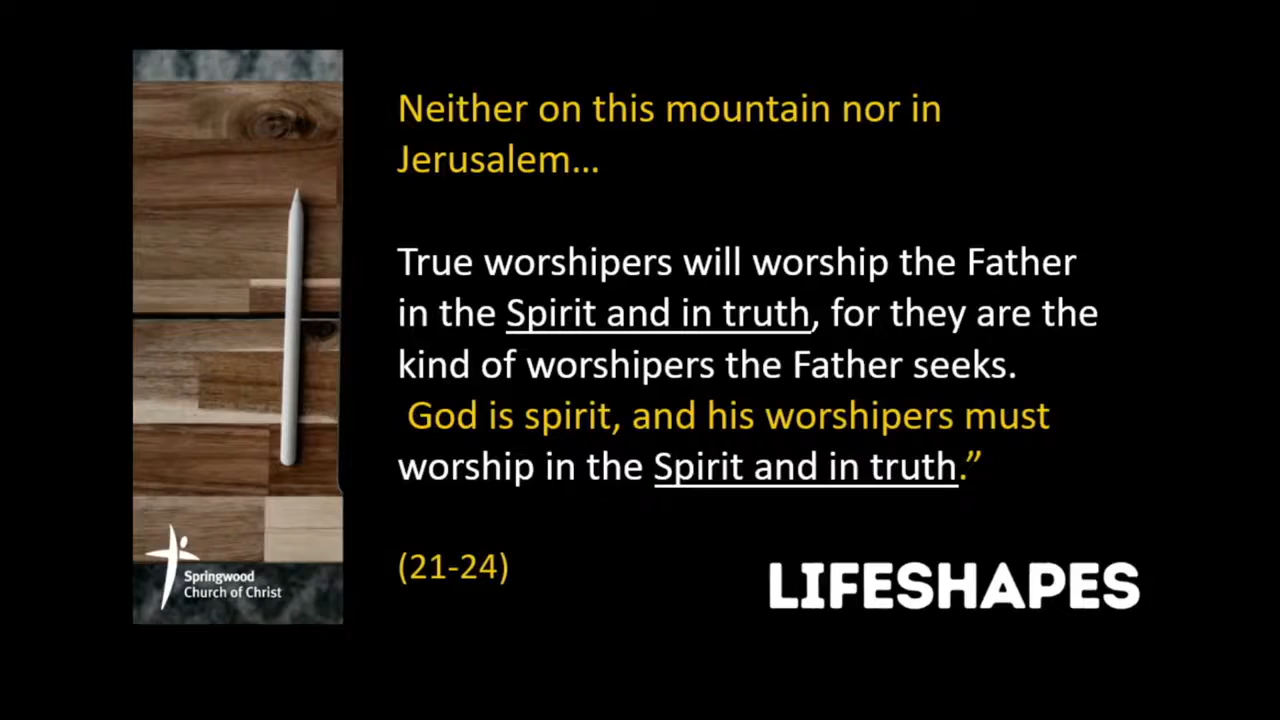 Neither on this mountain nor in
Jerusalem...
True worshipers will worship the Father
in the Spirit and in truth, for they are the
kind of worshipers the Father seeks.
God is spirit, and his worshipers must
worship in the Spirit and in truth.”
(21-24)
Springwood
Church of Christ
LIFESHAPES